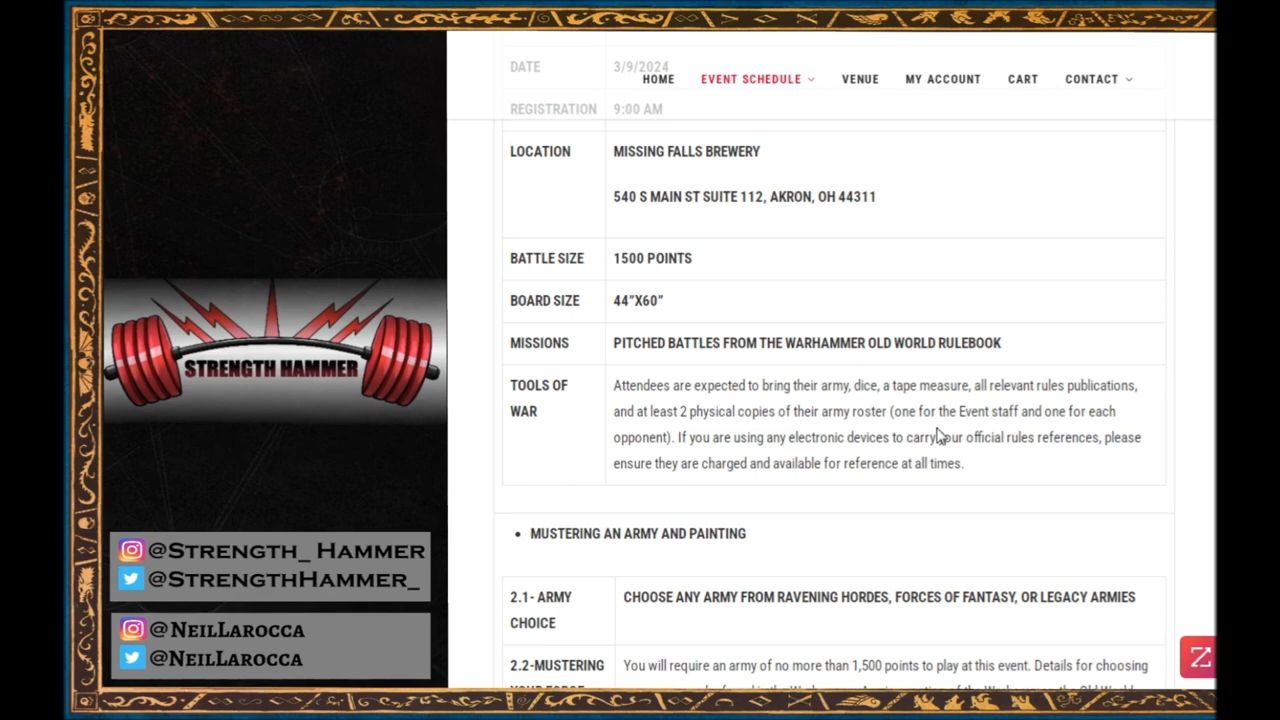 DATE 3/9/2024
HOME EVENT SCHEDULE VENUE MY ACCOUNT CART CONTACT
REGISTRATION 9:00 AM
LOCATION MISSING FALLS BREWERY
540 S MAIN ST SUITE 112, AKRON, OH 44311
BATTLE SIZE 1500 POINTS
BOARD SIZE 44"X60"
MISSIONS PITCHED BATTLES FROM THE WARHAMMER OLD WORLD RULEBOOK
TOOLS OF WAR
Attendees are expected to bring their army, dice, a tape measure, all relevant rules publications,
and at least 2 physical copies of their army roster (one for the Event staff and one for each
opponent). If you are using any electronic devices to carry your official rules references, please
ensure they are charged and available for reference at all times.
• MUSTERING AN ARMY AND PAINTING
2.1- ARMY CHOICE
CHOOSE ANY ARMY FROM RAVENING HORDES, FORCES OF FANTASY, OR LEGACY ARMIES
2.2-MUSTERING
You will require an army of no more than 1,500 points to play at this event. Details for choosing
STRENGTH HAMMER
@STRENGTH_ HAMMER
@STRENGTHHAMMER_
@NEILLAROCCA
@NEILLAROCCA